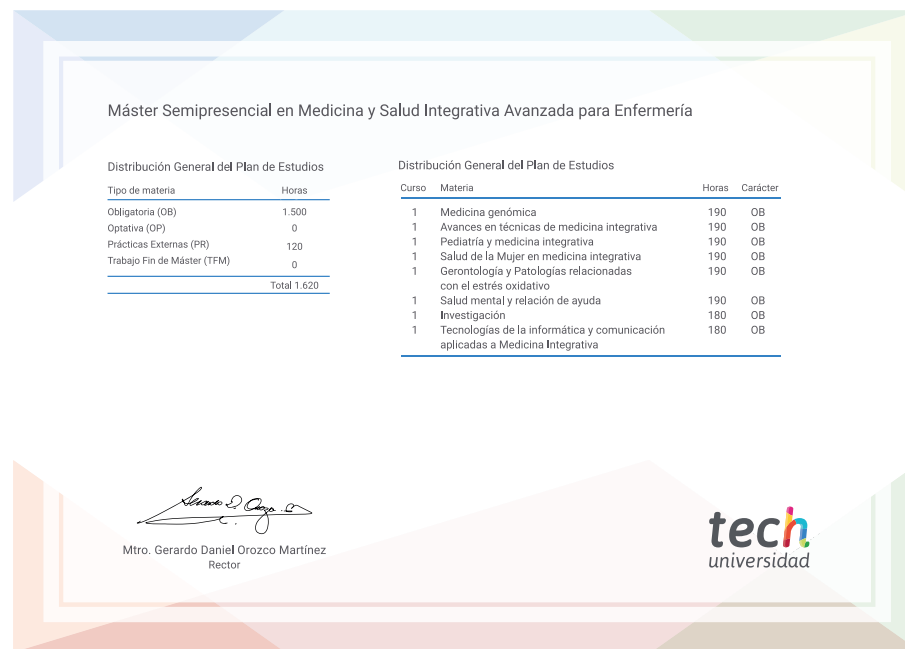 Máster Semipresencial en Medicina y Salud Integrativa Avanzada para Enfermería
Distribución General del Plan de Estudios
Tipo de materia Horas
Obligatoria (OB) 1.500
Optativa (OP) 0
Prácticas Externas (PR) 120
Trabajo Fin de Máster (TFM) 0
Total 1.620
Distribución General del Plan de Estudios
Curso Materia Horas Carácter
1 Medicina genómica 190 OB
1 Avances en técnicas de medicina integrativa 190 OB
1 Pediatría y medicina integrativa 190 OB
1 Salud de la Mujer en medicina integrativa 190 OB
1 Gerontología y Patologías relacionadas 190 OB
con el estrés oxidativo
1 Salud mental y relación de ayuda 190 OB
1 Investigación 180 OB
1 Tecnologías de la informática y comunicación 180 OB
aplicadas a Medicina Integrativa
Mtro. Gerardo Daniel Orozco Martínez
Rector
tech
universidad